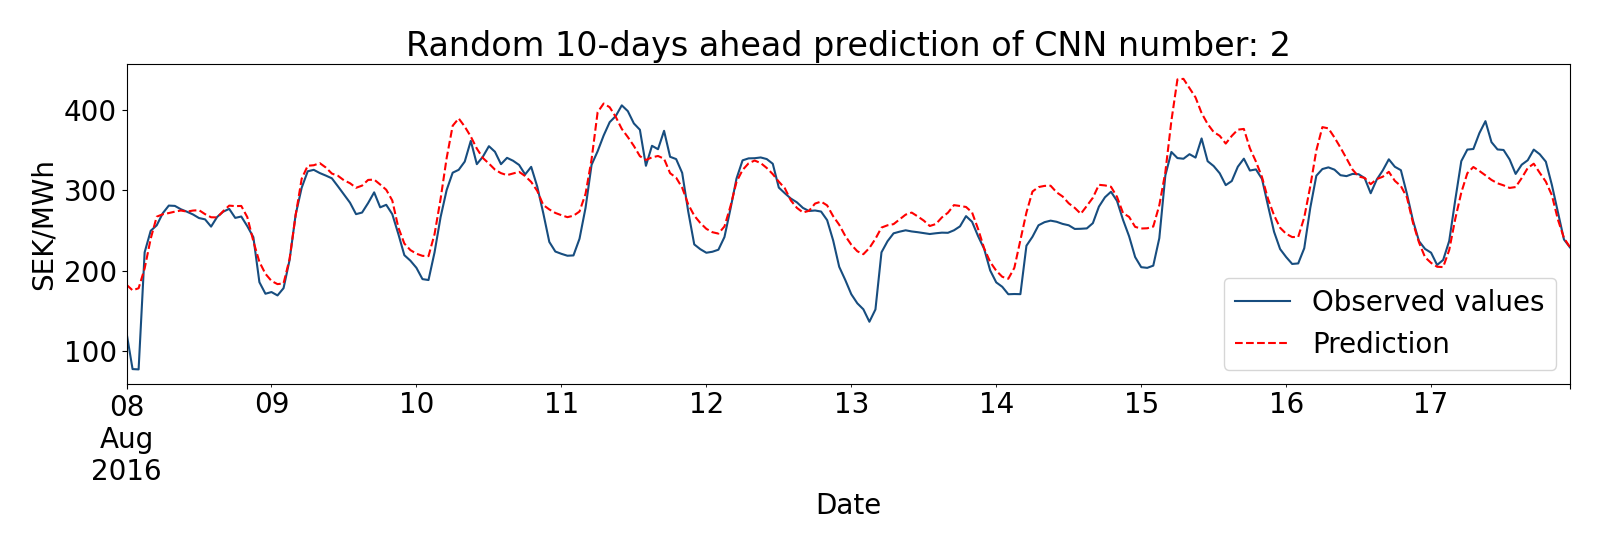 Random 10-days ahead prediction of CNN number: 2
SEK/MWh
400
300
200
100
08
Aug
2016
09
10
11
12
13
14
15
16
17
Date
Observed values
Prediction